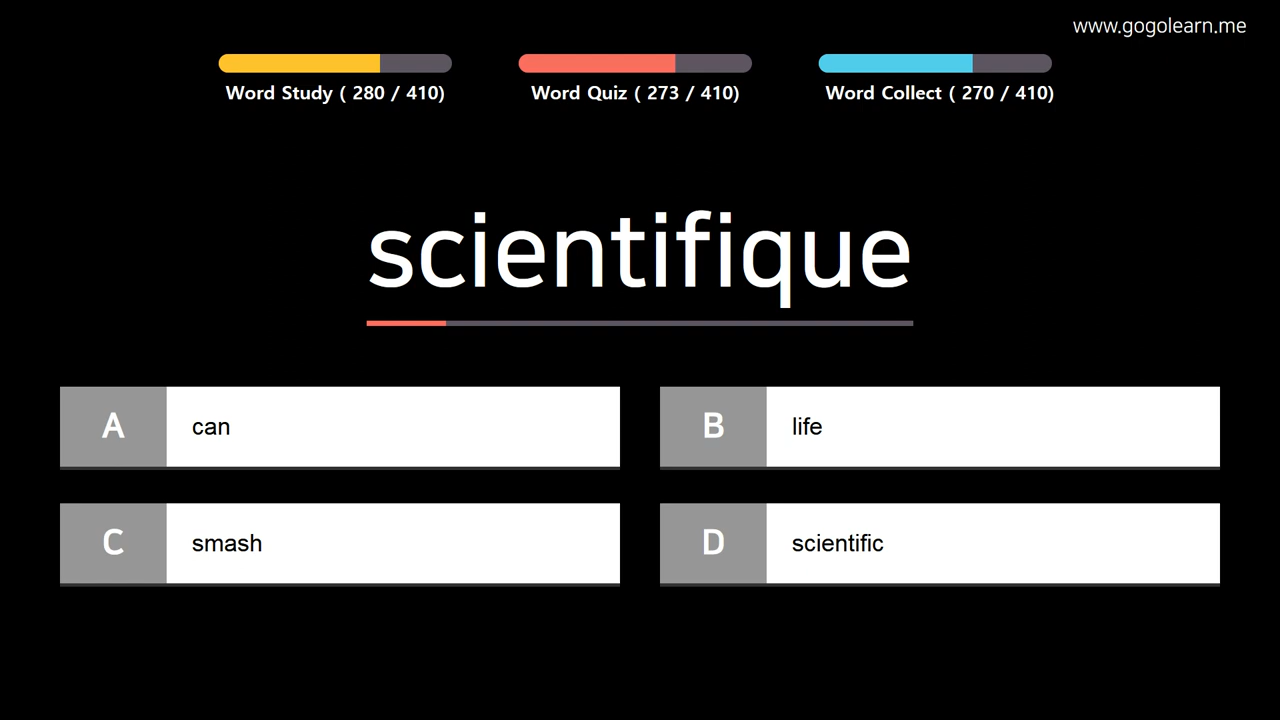 www.gogolearn.me
Word Study ( 280 / 410)
Word Quiz ( 273 / 410)
Word Collect ( 270 / 410)
scientifique
A can
B life
C smash
D scientific